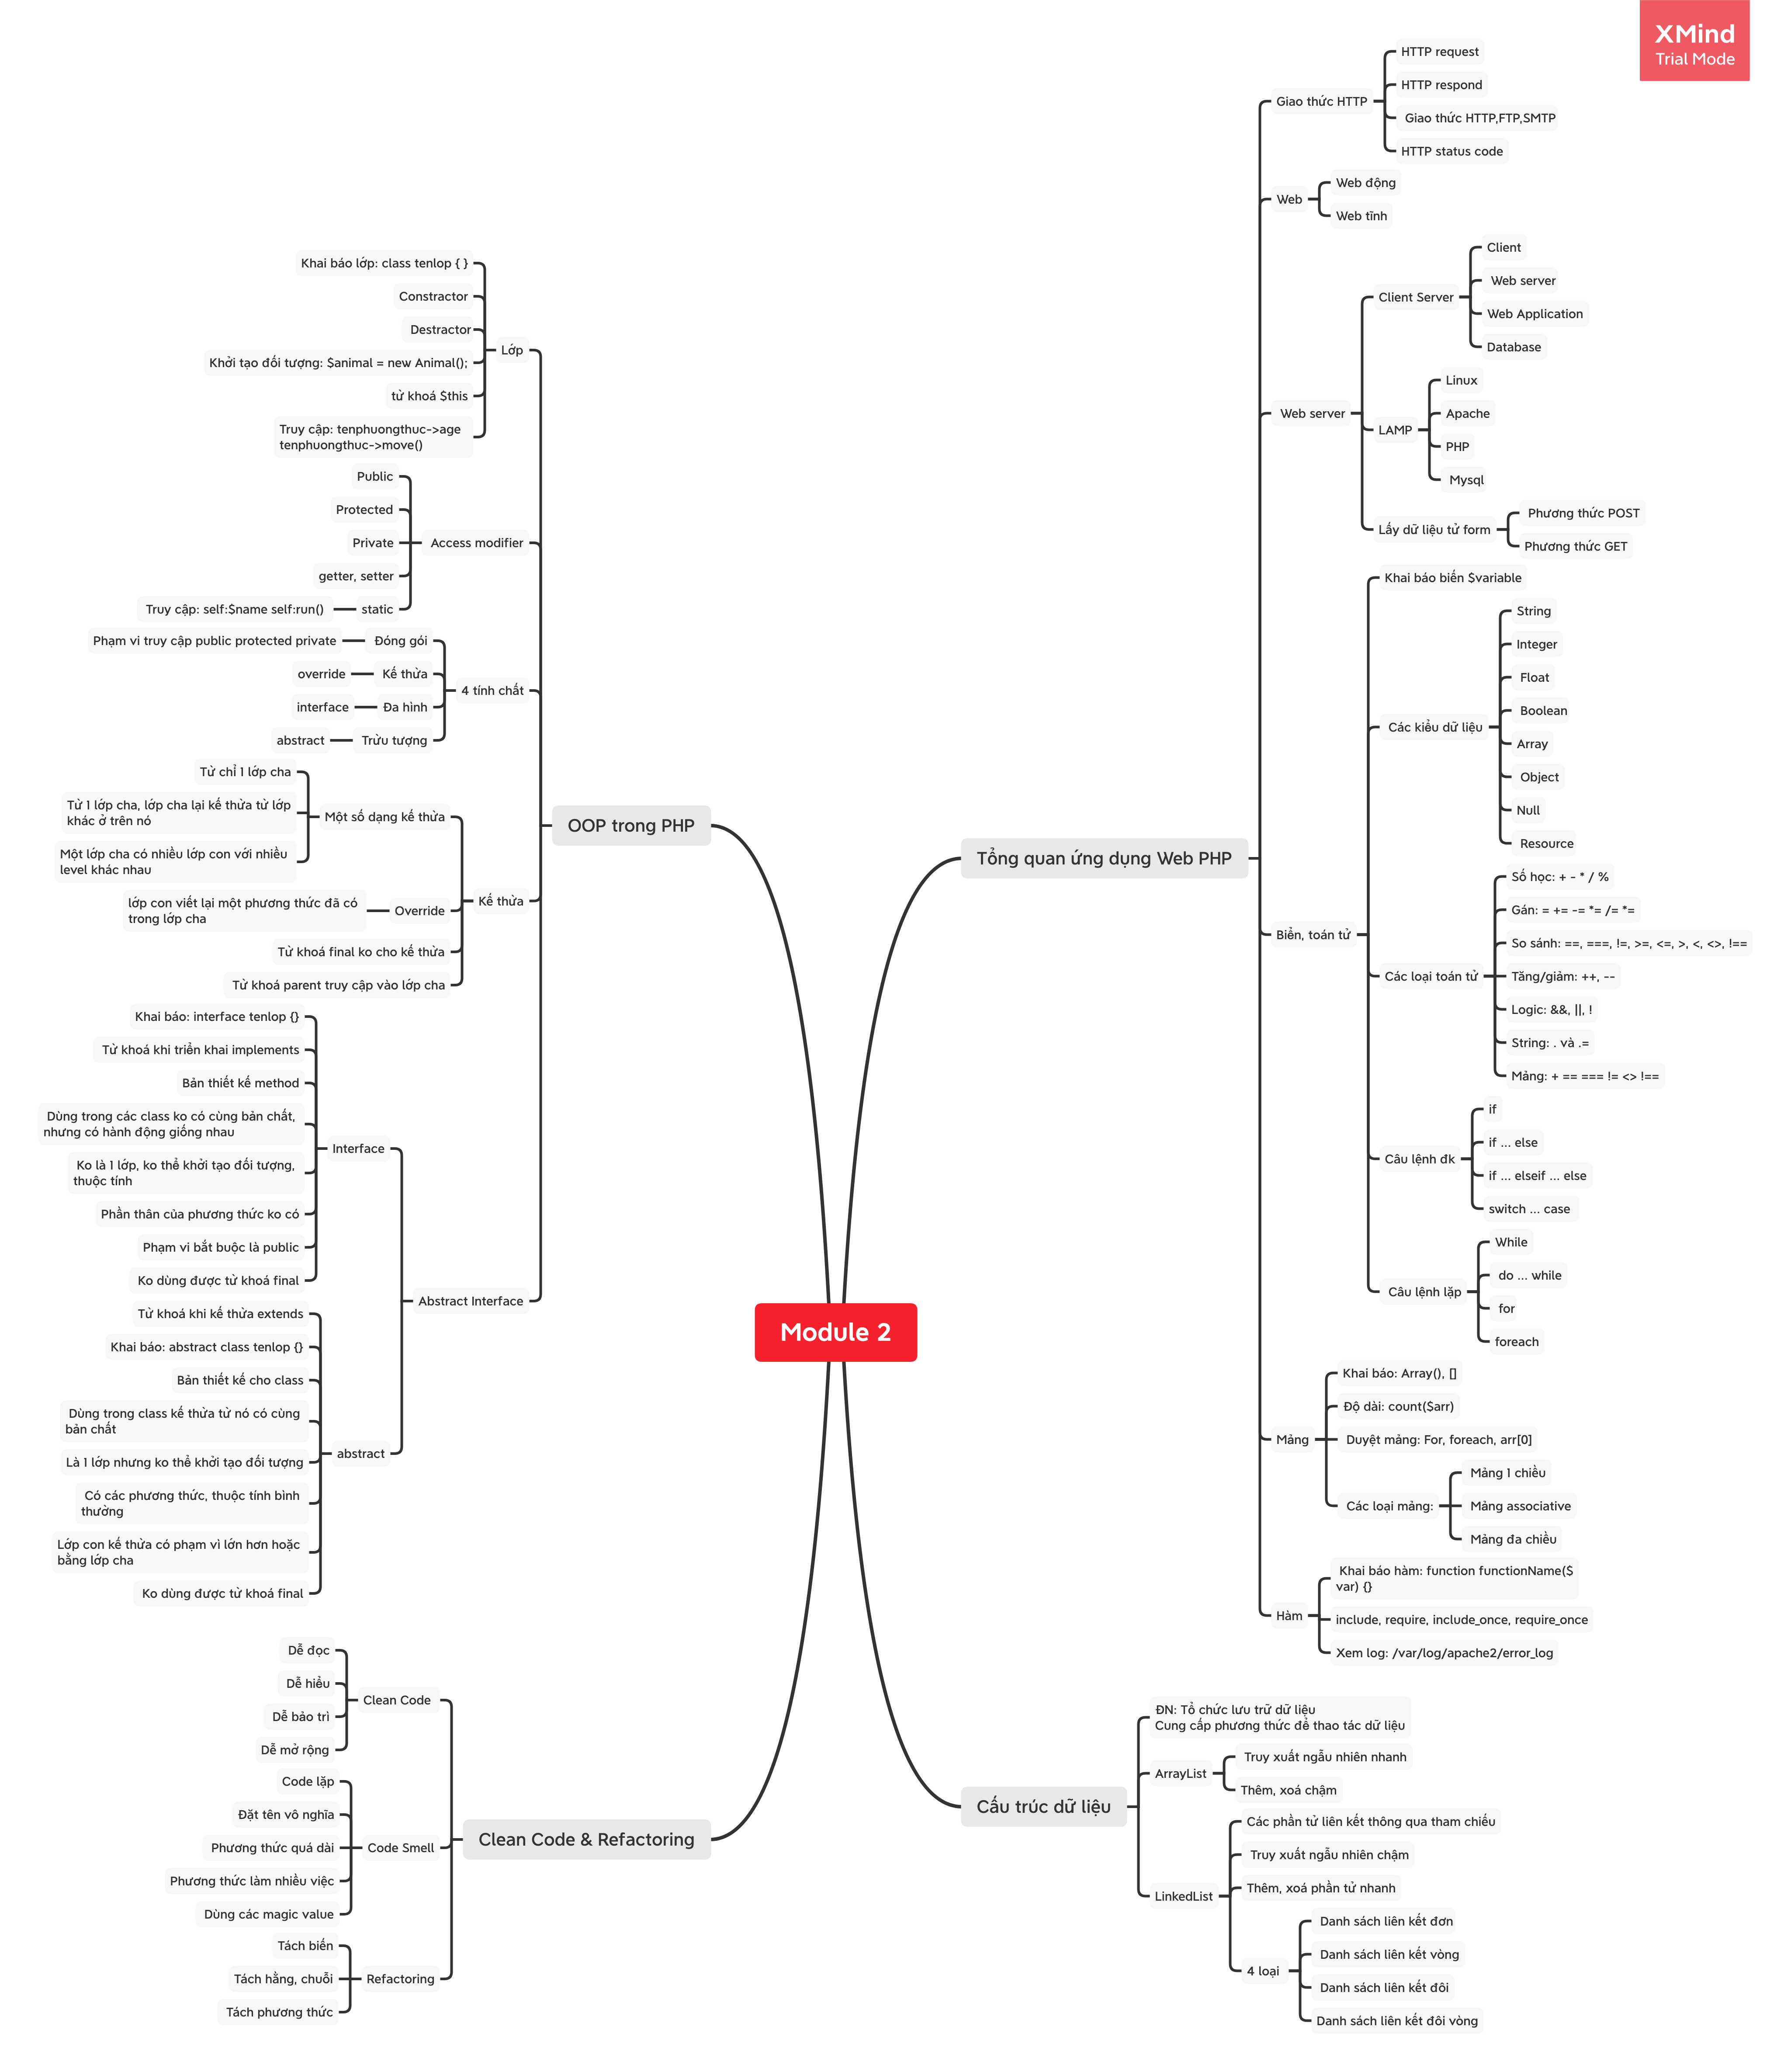 XMind
Trial Mode
Module 2
Tổng quan ứng dụng Web PHP
Giao thức HTTP
HTTP request
HTTP respond
Giao thức HTTP,FTP,SMTP
HTTP status code
Web
Web động
Web tĩnh
Web server
Client Server
Client
Web server
Web Application
Database
LAMP
Linux
Apache
PHP
Mysql
Lấy dữ liệu từ form
Phương thức POST
Phương thức GET
Biến, toán tử
Khai báo biến $variable
Các kiểu dữ liệu
String
Integer
Float
Boolean
Array
Object
Null
Resource
Các loại toán tử
Số học: + - * / %
Gán: = += -= *= /= *=
So sánh: ==, ===, !=, >=, <=, >, <, <>, !==
Tăng/giảm: ++, --
Logic: &&, ||, !
String: . và .=
Mảng: + == === != <> !==
Câu lệnh đk
if
if ... else
if ... elseif ... else
switch ... case
Câu lệnh lặp
While
do ... while
for
foreach
Mảng
Khai báo: Array(), []
Độ dài: count($arr)
Duyệt mảng: For, foreach, arr[0]
Các loại mảng:
Mảng 1 chiều
Mảng associative
Mảng đa chiều
Hàm
Khai báo hàm: function functionName($
var) {}
include, require, include_once, require_once
Xem log: /var/log/apache2/error_log
Cấu trúc dữ liệu
ĐN: Tổ chức lưu trữ dữ liệu
Cung cấp phương thức để thao tác dữ liệu
ArrayList
Truy xuất ngẫu nhiên nhanh
Thêm, xoá chậm
LinkedList
Các phần tử liên kết thông qua tham chiếu
Truy xuất ngẫu nhiên chậm
Thêm, xoá phần tử nhanh
4 loại
Danh sách liên kết đơn
Danh sách liên kết vòng
Danh sách liên kết đôi
Danh sách liên kết đôi vòng
OOP trong PHP
Lớp
Khai báo lớp: class tenlop { }
Constractor
Destractor
Khởi tạo đối tượng: $animal = new Animal();
từ khoá $this
Truy cập: tenphuongthuc->age
tenphuongthuc->move()
Access modifier
Public
Protected
Private
getter, setter
static
Truy cập: self:$name self:run()
4 tính chất
Đóng gói
Phạm vi truy cập public protected private
Kế thừa
override
Đa hình
interface
Trừu tượng
abstract
Kế thừa
Một số dạng kế thừa
Từ chỉ 1 lớp cha
Từ 1 lớp cha, lớp cha lại kế thừa từ lớp
khác ở trên nó
Một lớp cha có nhiều lớp con với nhiều
level khác nhau
Override
lớp con viết lại một phương thức đã có
trong lớp cha
Từ khoá final ko cho kế thừa
Từ khoá parent truy cập vào lớp cha
Abstract Interface
Interface
Khai báo: interface tenlop {}
Từ khoá khi triển khai implements
Bản thiết kế method
Dùng trong các class ko có cùng bản chất,
nhưng có hành động giống nhau
Ko là 1 lớp, ko thể khởi tạo đối tượng,
thuộc tính
Phần thân của phương thức ko có
Phạm vi bắt buộc là public
Ko dùng được từ khoá final
abstract
Từ khoá khi kế thừa extends
Khai báo: abstract class tenlop {}
Bản thiết kế cho class
Dùng trong class kế thừa từ nó có cùng
bản chất
Là 1 lớp nhưng ko thể khởi tạo đối tượng
Có các phương thức, thuộc tính bình
thường
Lớp con kế thừa có phạm vì lớn hơn hoặc
bằng lớp cha
Ko dùng được từ khoá final
Clean Code & Refactoring
Clean Code
Dễ đọc
Dễ hiểu
Dễ bảo trì
Dễ mở rộng
Code Smell
Code lặp
Đặt tên vô nghĩa
Phương thức quá dài
Phương thức làm nhiều việc
Dùng các magic value
Refactoring
Tách biến
Tách hằng, chuỗi
Tách phương thức